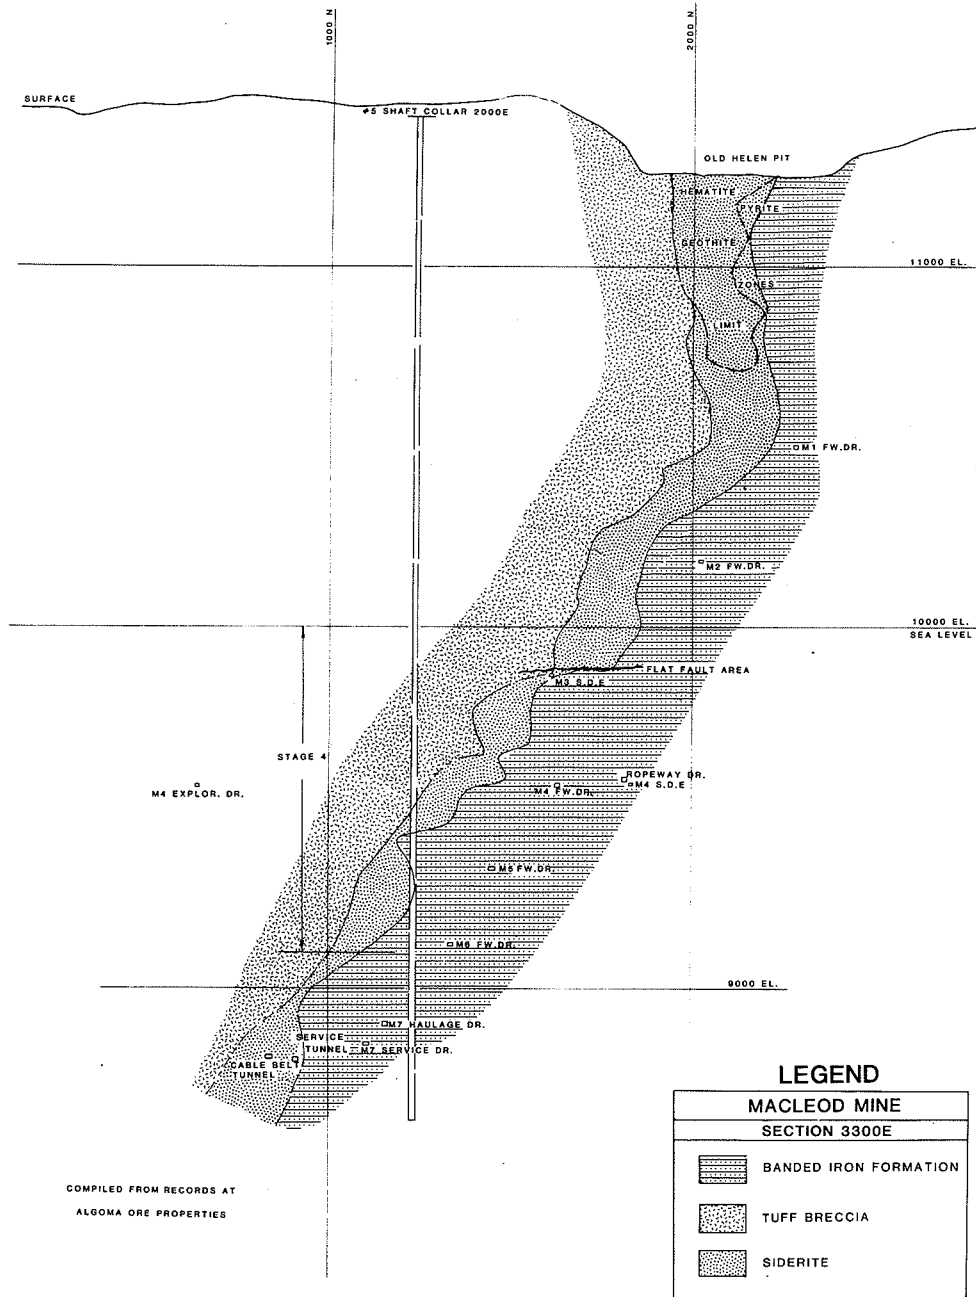 1000 N
2000 N
SURFACE
#5 SHAFT COLLAR 2000E
OLD HELEN PIT
HEMATITE
PYRITE
GEOTHITE
11000 EL.
ZONES
LIMIT
M1 FW.DR.
M2 FW.DR.
10000 EL.
SEA LEVEL
FLAT FAULT AREA
M3 S.D.E
STAGE 4
ROPEWAY DR.
M4 S.D.E
M4 EXPLOR. DR.
M4 FW.DR.
M5 FW.DR.
M6 FW.DR.
9000 EL.
M7 HAULAGE DR.
SERVICE
TUNNEL
M7 SERVICE DR.
CABLE BELT
TUNNEL
LEGEND
MACLEOD MINE
SECTION 3300E
BANDED IRON FORMATION
TUFF BRECCIA
SIDERITE
COMPILED FROM RECORDS AT
ALGOMA ORE PROPERTIES